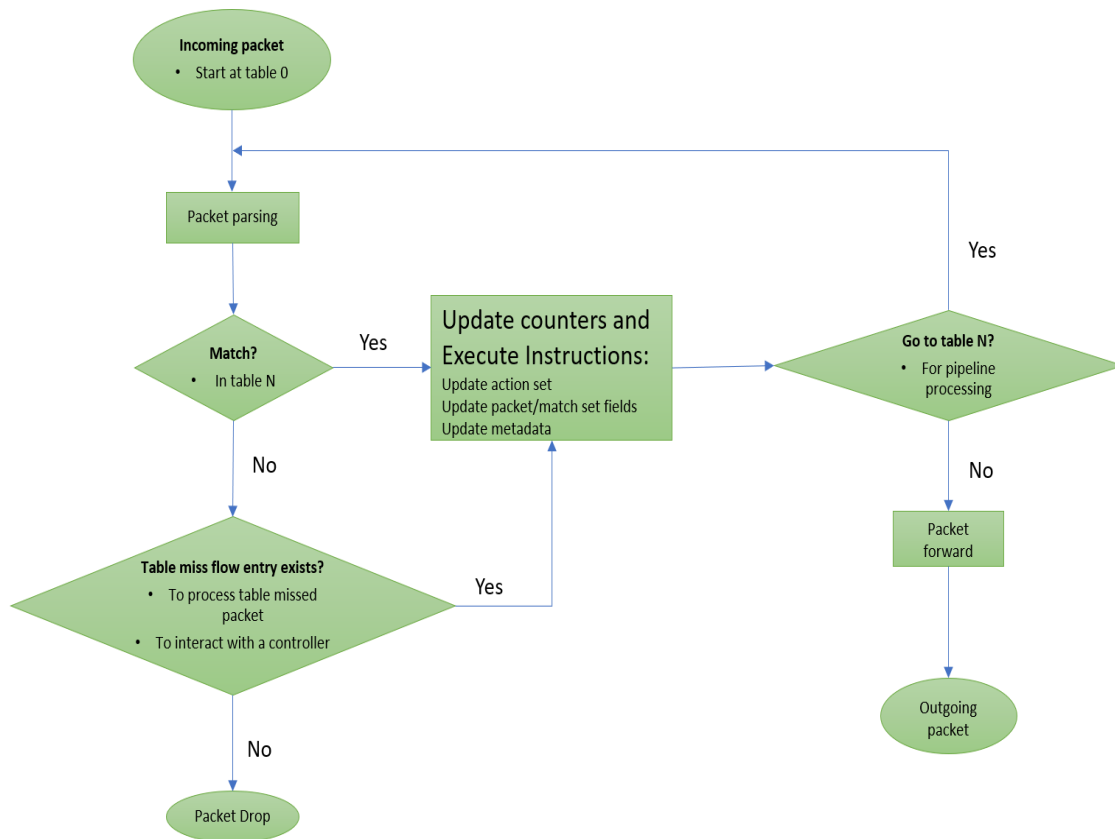 Incoming packet
• Start at table 0
Packet parsing
Match?
• In table N
Yes
No
Update counters and
Execute Instructions:
Update action set
Update packet/match set fields
Update metadata
Yes
Go to table N?
• For pipeline
processing
No
Packet
forward
Outgoing
packet
Table miss flow entry exists?
• To process table missed
packet
• To interact with a controller
Yes
No
Packet Drop